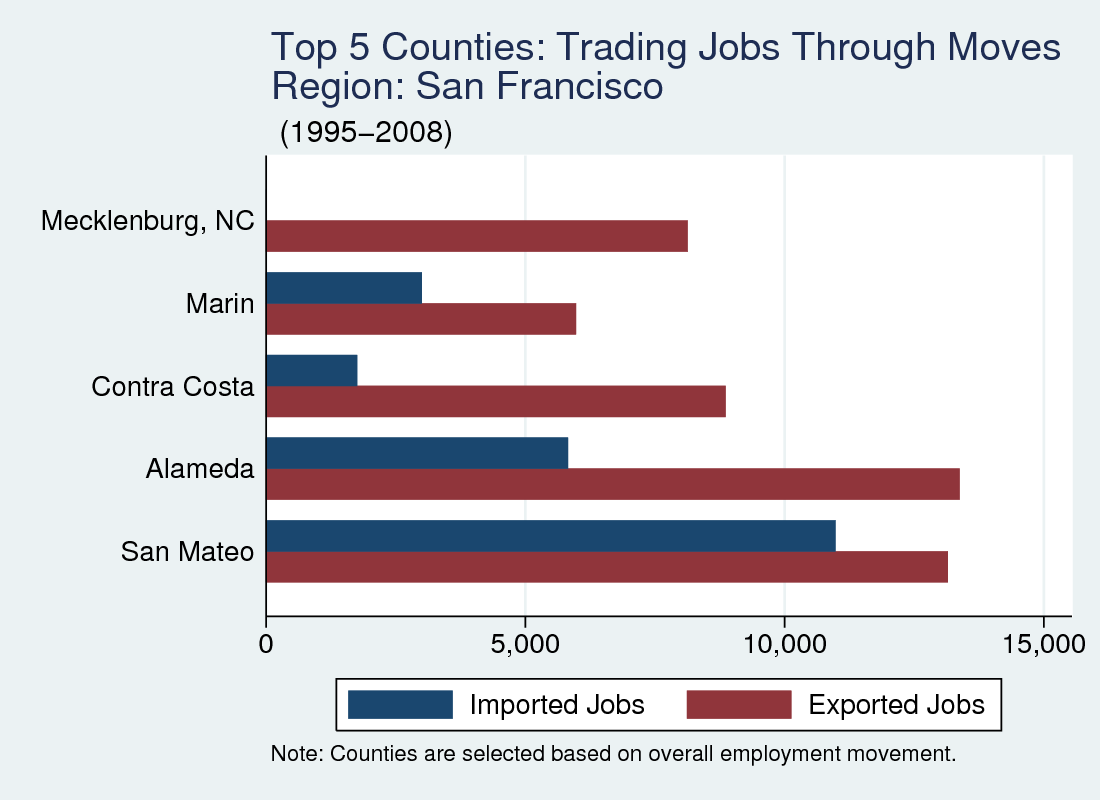 Top 5 Counties: Trading Jobs Through Moves
Region: San Francisco
(1995−2008)
Mecklenburg, NC
Marin
Contra Costa
Alameda
San Mateo
0 5,000 10,000 15,000
Imported Jobs Exported Jobs
Note: Counties are selected based on overall employment movement.